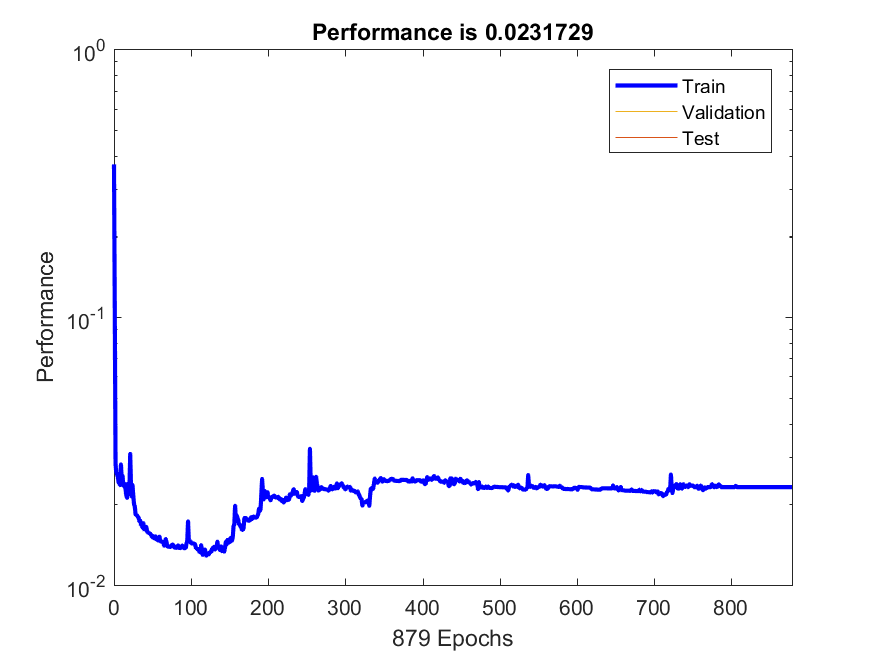 Performance is 0.0231729
10^0
10^-1
10^-2
Performance
Train
Validation
Test
0 100 200 300 400 500 600 700 800
879 Epochs